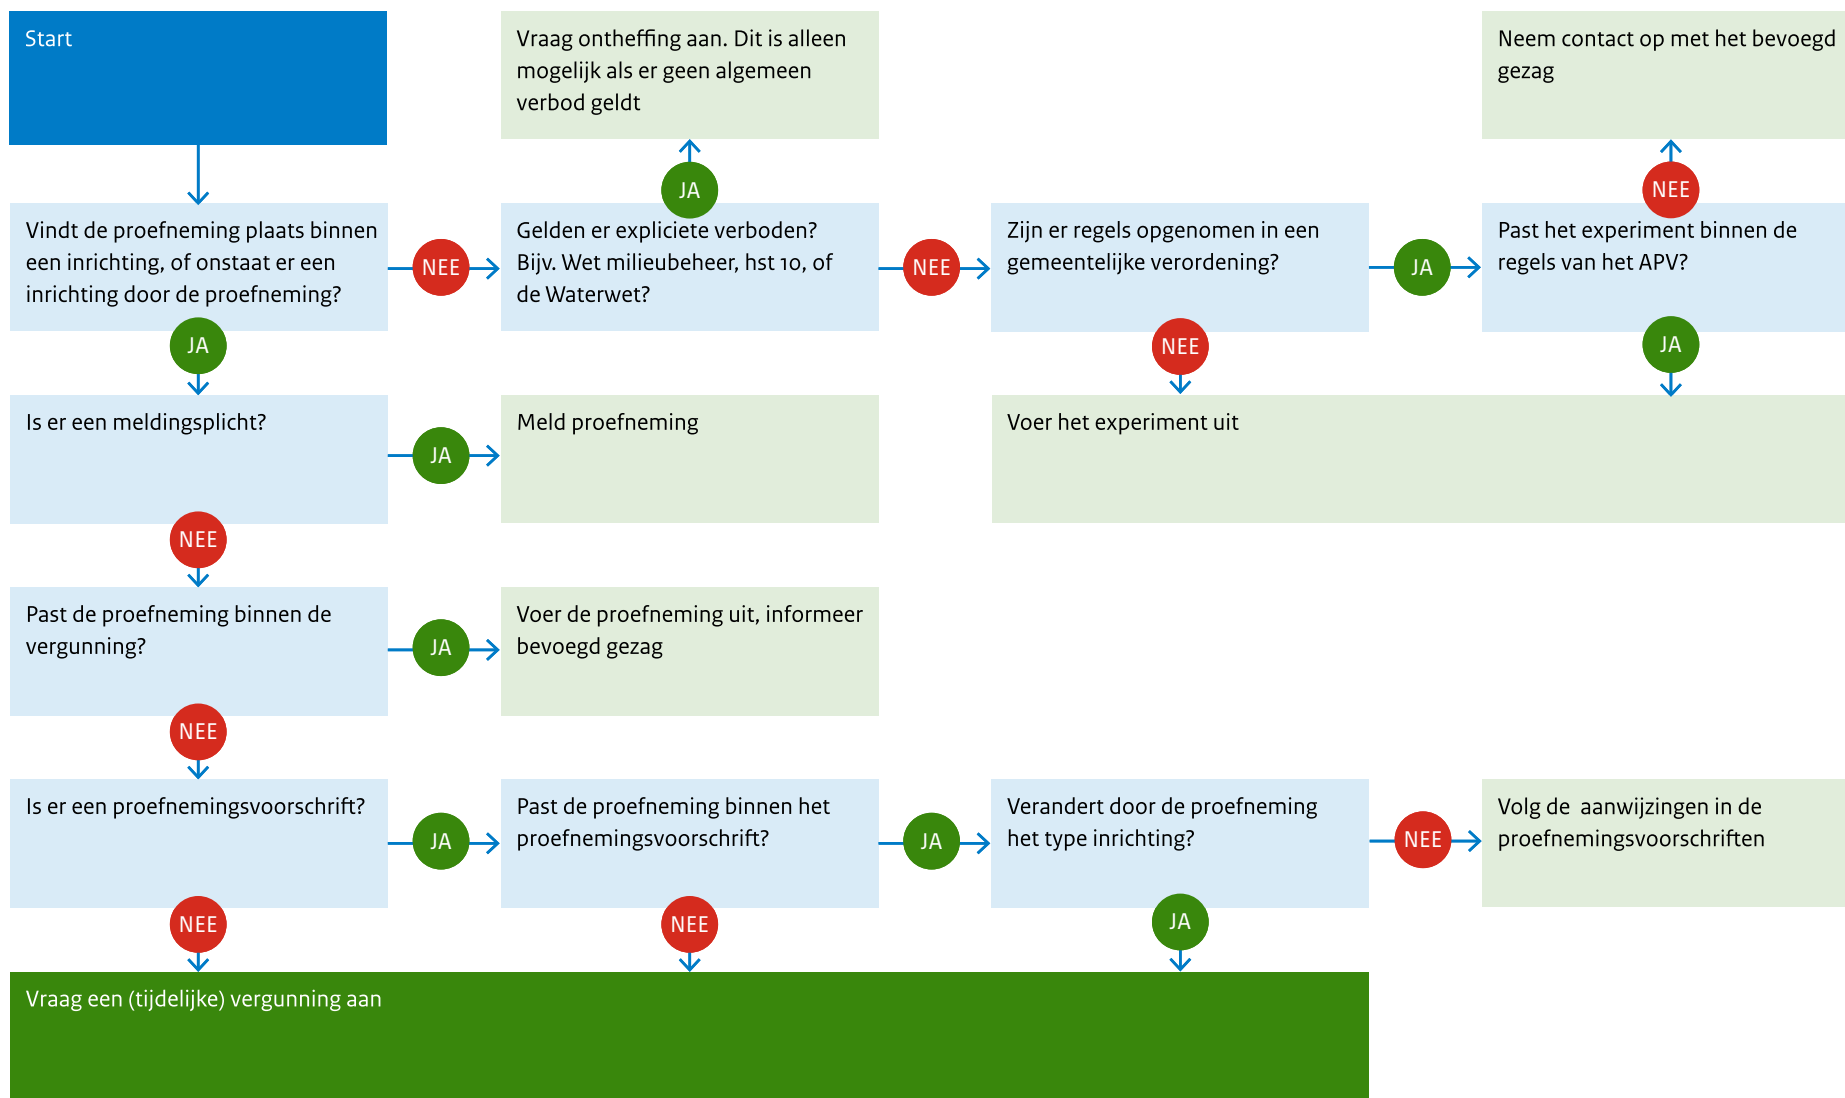 Start
Vraag ontheffing aan. Dit is alleen
mogelijk als er geen algemeen
verbod geldt
Neem contact op met het bevoegd
gezag
JA
NEE
Vindt de proefneming plaats binnen
een inrichting, of onstaat er een
inrichting door de proefneming?
NEE
Gelden er expliciete verboden?
Bijv. Wet milieubeheer, hst 10, of
de Waterwet?
NEE
Zijn er regels opgenomen in een
gemeentelijke verordening?
JA
Past het experiment binnen de
regels van het APV?
JA
NEE
JA
Is er een meldingsplicht?
JA
Meld proefneming
Voer het experiment uit
NEE
Past de proefneming binnen de
vergunning?
JA
Voer de proefneming uit, informeer
bevoegd gezag
NEE
Is er een proefnemingsvoorschrift?
JA
Past de proefneming binnen het
proefnemingsvoorschrift?
JA
Verandert door de proefneming
het type inrichting?
NEE
Volg de  aanwijzingen in de
proefnemingsvoorschriften
NEE
NEE
JA
Vraag een (tijdelijke) vergunning aan